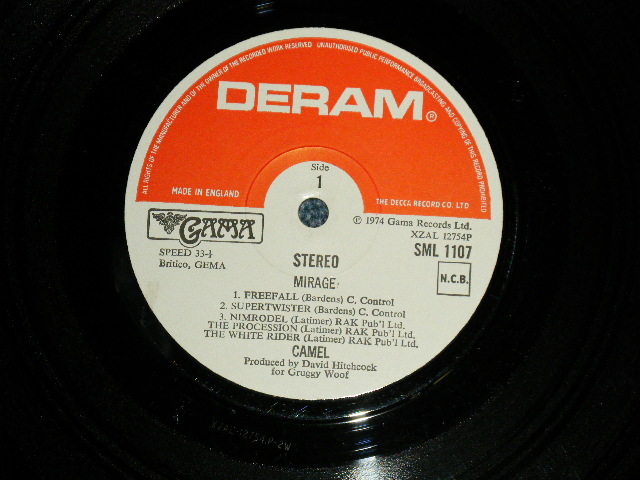 ALL RIGHTS OF THE MANUFACTURER AND OF THE OWNER OF THE RECORDED WORK RESERVED UNAUTHORISED PUBLIC PERFORMANCE BROADCASTING AND COPYING OF THIS RECORD PROHIBITED
DERAM®
Side
1
MADE IN ENGLAND
THE DECCA RECORD CO. LTD
GAMA
℗ 1974 Gama Records Ltd.
XZAL 12754P
SPEED 33⅓
STEREO
SML 1107
Britico, GEMA
MIRAGE
N.C.B.
1. FREEFALL (Bardens) C. Control
2. SUPERTWISTER (Bardens) C. Control
3. NIMRODEL (Latimer) RAK Pub'l Ltd.
THE PROCESSION (Latimer) RAK Pub'l Ltd.
THE WHITE RIDER (Latimer) RAK Pub'l Ltd.
CAMEL
Produced by David Hitchcock
for Gruggy Woof